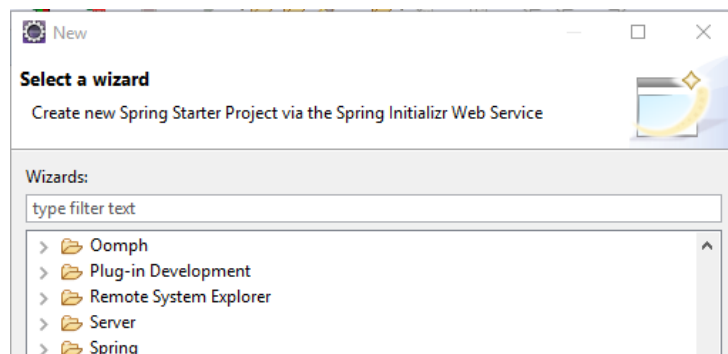 New
Select a wizard
Create new Spring Starter Project via the Spring Initializr Web Service
Wizards:
type filter text
Oomph
Plug-in Development
Remote System Explorer
Server
Spring